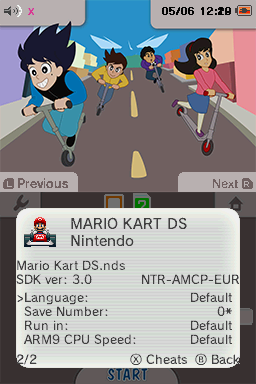 x 05/06 12:29
L Previous Next R
MARIO KART DS
Nintendo
Mario Kart DS.nds
SDK ver: 3.0 NTR-AMCP-EUR
>Language: Default
Save Number: 0*
Run in: Default
ARM9 CPU Speed: Default
2/2 X Cheats B Back
START